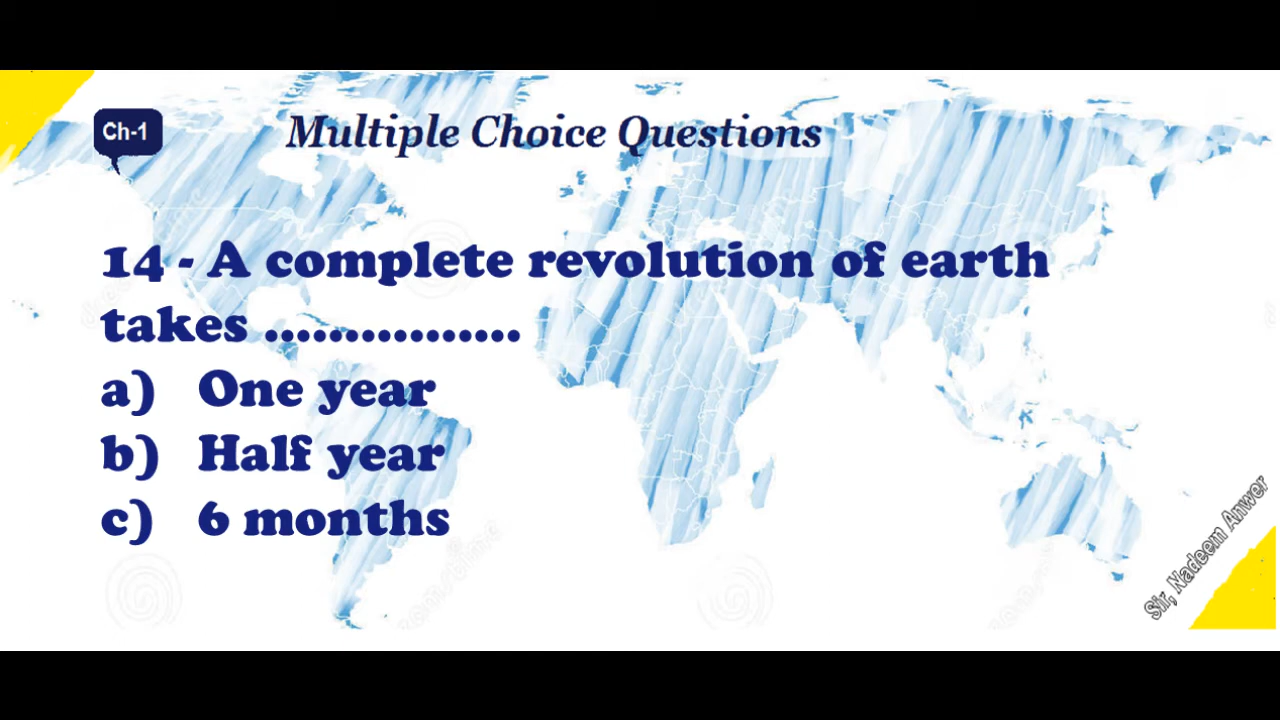 Ch-1
Multiple Choice Questions
14 - A complete revolution of earth
takes ................
a) One year
b) Half year
c) 6 months
Sir, Nadeem Anwer